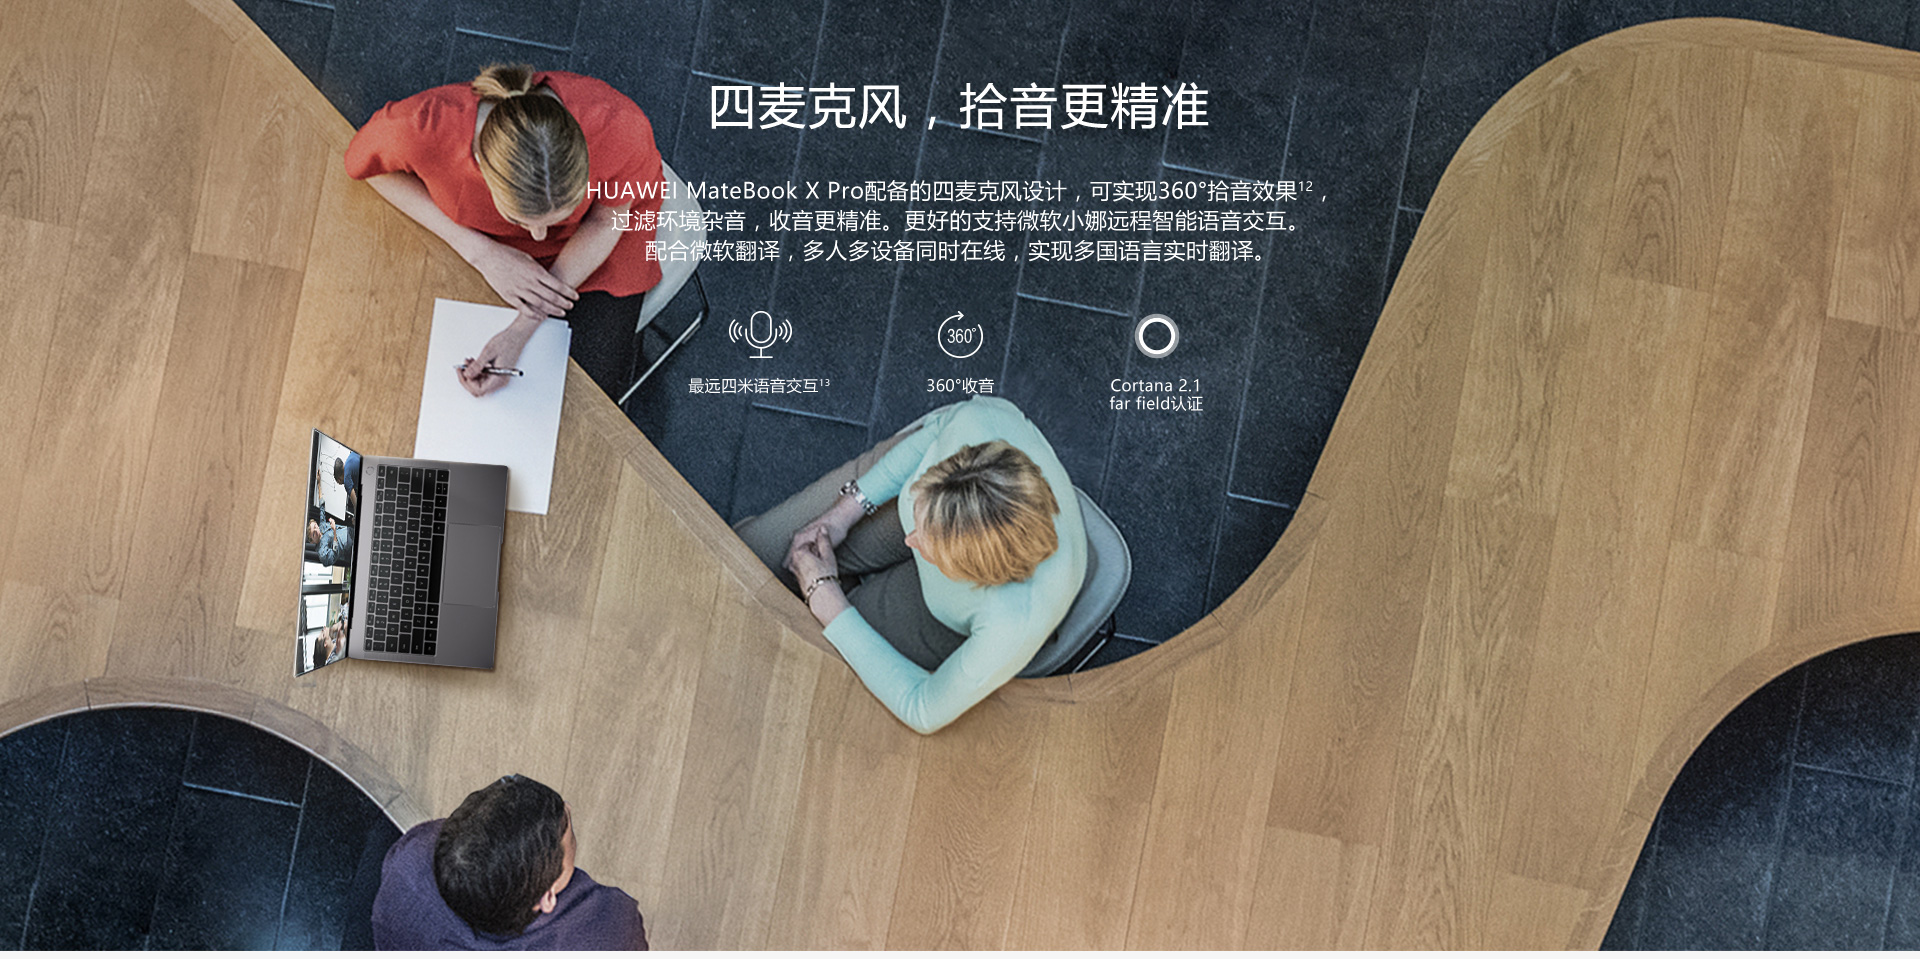 四麦克风，拾音更精准
HUAWEI MateBook X Pro配备的四麦克风设计，可实现360°拾音效果12，
过滤环境杂音，收音更精准。更好的支持微软小娜远程智能语音交互。
配合微软翻译，多人多设备同时在线，实现多国语言实时翻译。
360°
最远四米语音交互13
360°收音
Cortana 2.1
far field认证